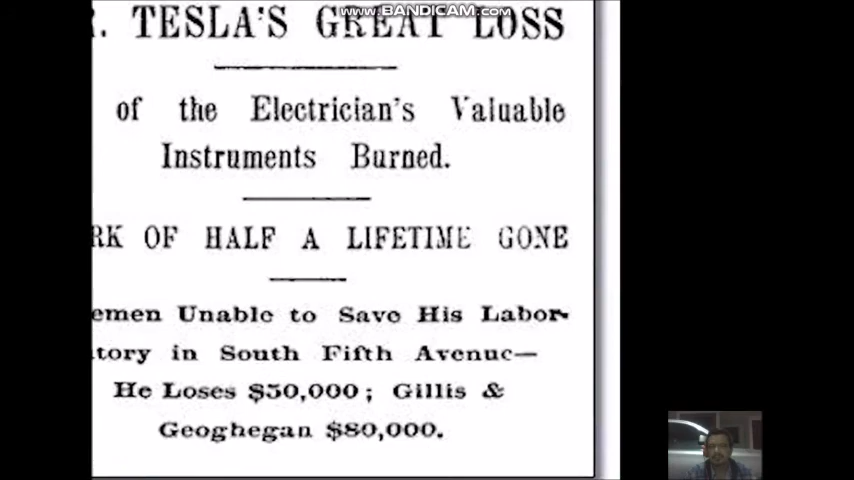 www.BANDICAM.com
R. TESLA'S GREAT LOSS
of the Electrician's Valuable
Instruments Burned.
RK OF HALF A LIFETIME GONE
emen Unable to Save His Labor-
atory in South Fifth Avenue—
He Loses $50,000; Gillis &
Geoghegan $80,000.